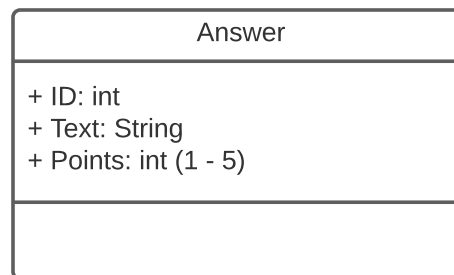 Answer
+ ID: int
+ Text: String
+ Points: int (1 - 5)